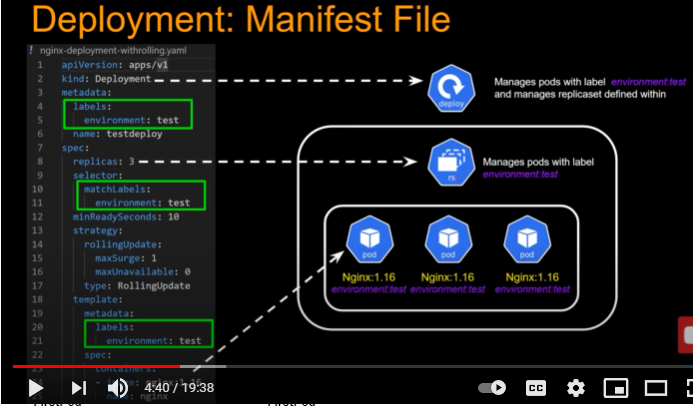 Deployment: Manifest File
! nginx-deployment-withrolling.yaml
1 apiVersion: apps/v1
2 kind: Deployment
3 metadata:
4 labels:
5 environment: test
6 name: testdeploy
7 spec:
8 replicas: 3
9 selector:
10 matchLabels:
11 environment: test
12 minReadySeconds: 10
13 strategy:
14 rollingUpdate:
15 maxSurge: 1
16 maxUnavailable: 0
17 type: RollingUpdate
18 template:
19 metadata:
20 labels:
21 environment: test
22 spec:
containers:
- image: nginx:1.16
name: nginx
deploy
Manages pods with label environment:test
and manages replicaset defined within
rs
Manages pods with label
environment:test
pod pod pod
Nginx:1.16 Nginx:1.16 Nginx:1.16
environment:test environment:test environment:test
4:40 / 19:38
CC